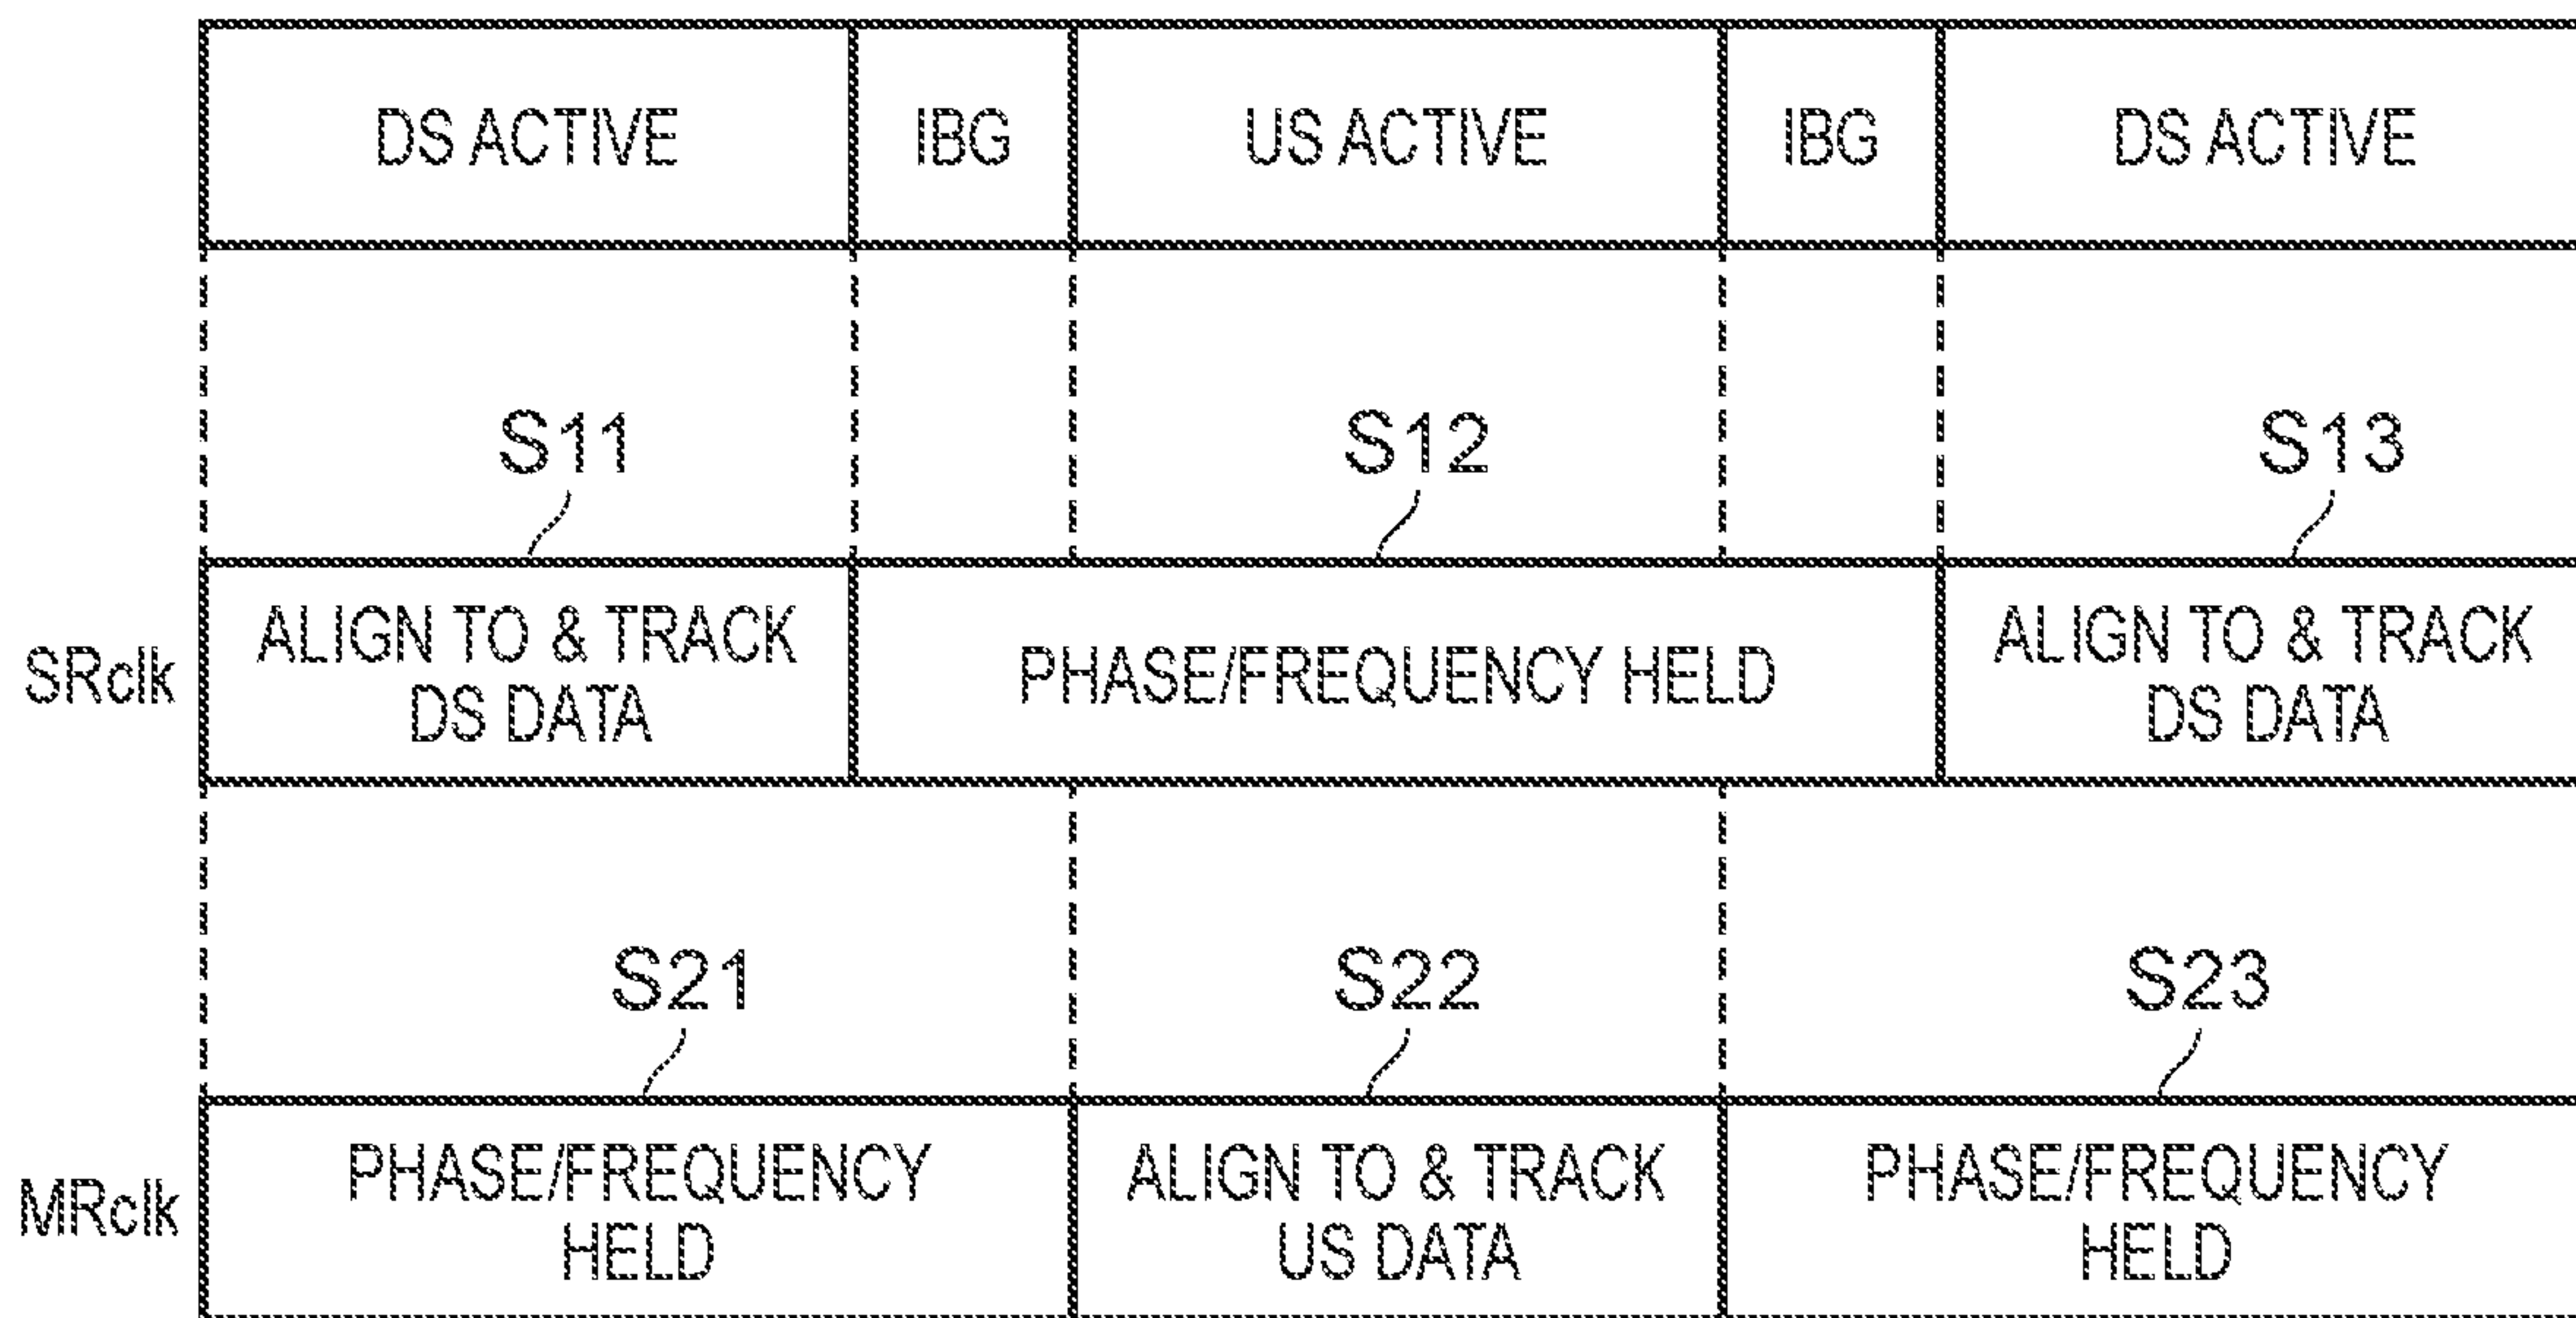 DS ACTIVE
IBG
US ACTIVE
IBG
DS ACTIVE
S11
S12
S13
SRclk
ALIGN TO & TRACK
DS DATA
PHASE/FREQUENCY HELD
ALIGN TO & TRACK
DS DATA
S21
S22
S23
MRclk
PHASE/FREQUENCY
HELD
ALIGN TO & TRACK
US DATA
PHASE/FREQUENCY
HELD